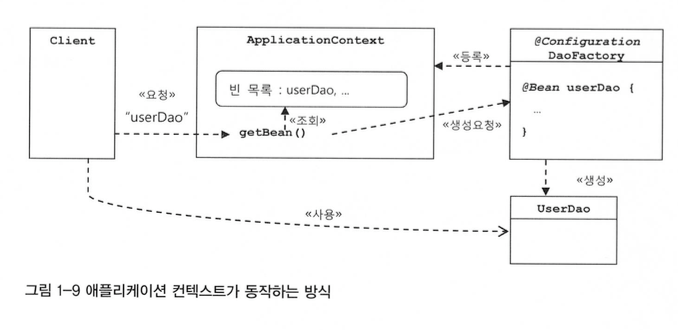 Client
ApplicationContext
@Configuration
DaoFactory
«등록»
빈 목록 : userDao, ...
@Bean userDao {
...
}
«요청»
"userDao"
«조회»
getBean()
«생성요청»
«생성»
UserDao
«사용»
그림 1-9 애플리케이션 컨텍스트가 동작하는 방식